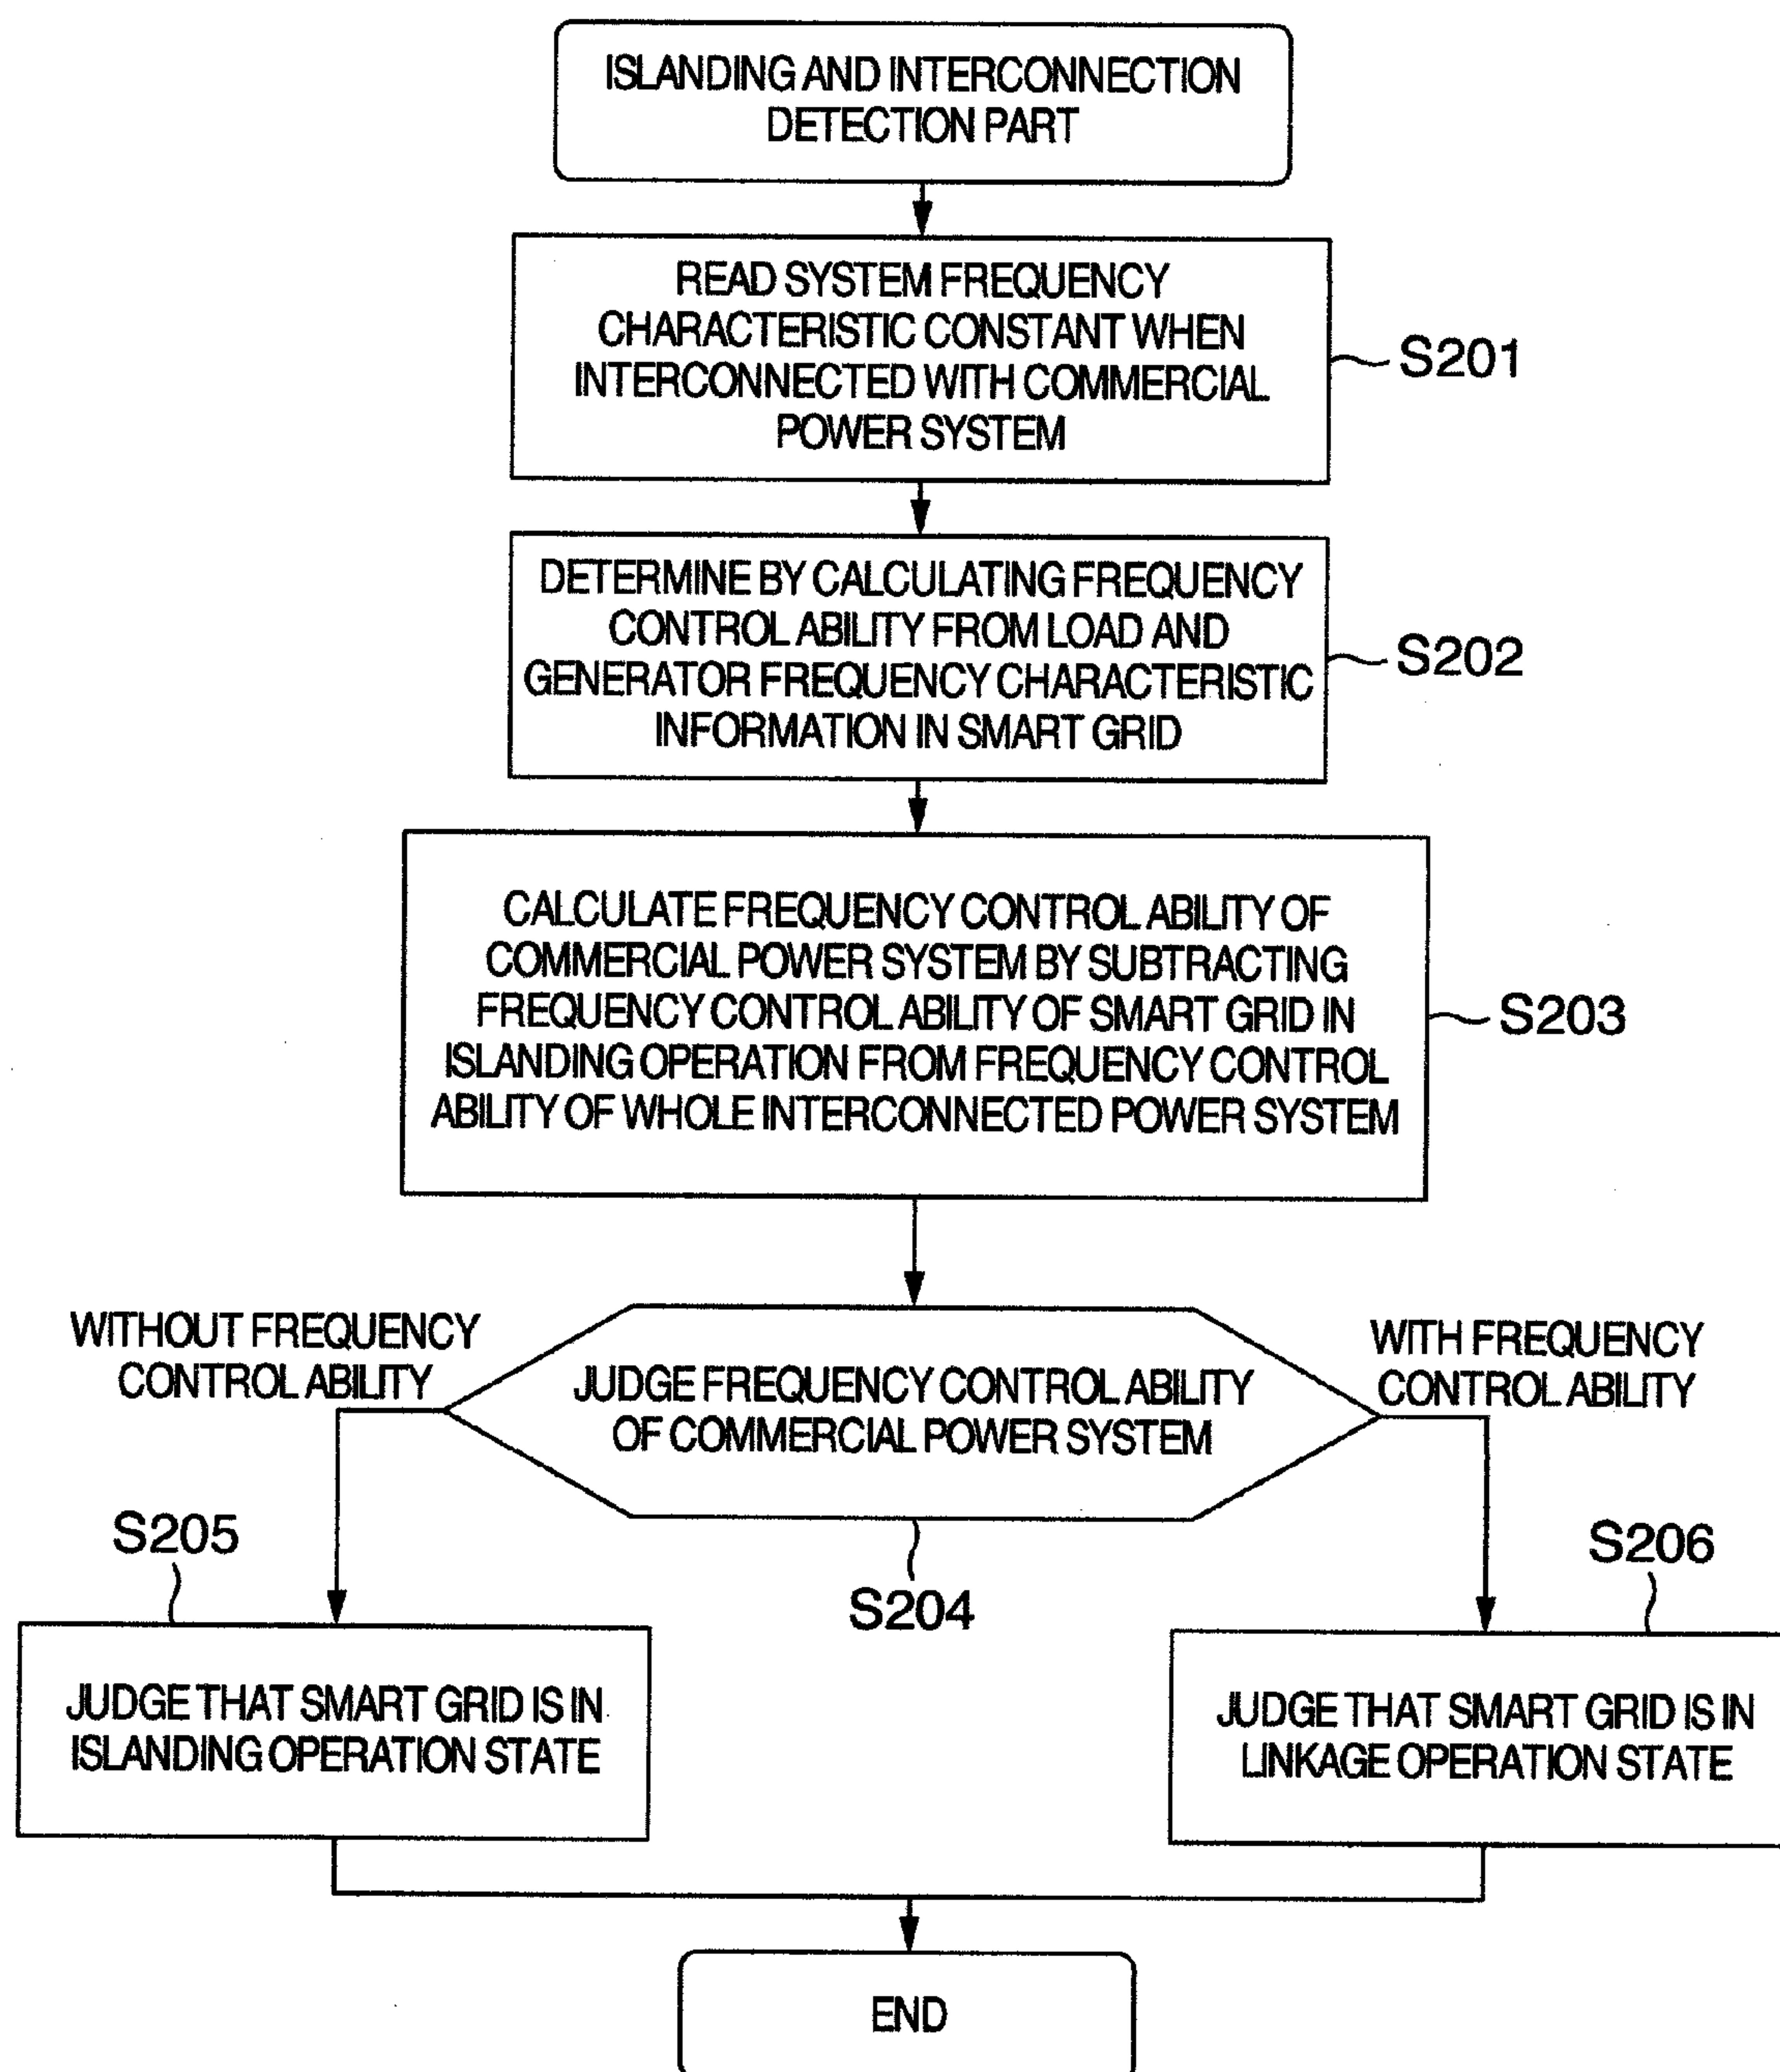 ISLANDING AND INTERCONNECTION
DETECTION PART
READ SYSTEM FREQUENCY
CHARACTERISTIC CONSTANT WHEN
INTERCONNECTED WITH COMMERCIAL
POWER SYSTEM
S201
DETERMINE BY CALCULATING FREQUENCY
CONTROL ABILITY FROM LOAD AND
GENERATOR FREQUENCY CHARACTERISTIC
INFORMATION IN SMART GRID
S202
CALCULATE FREQUENCY CONTROL ABILITY OF
COMMERCIAL POWER SYSTEM BY SUBTRACTING
FREQUENCY CONTROL ABILITY OF SMART GRID IN
ISLANDING OPERATION FROM FREQUENCY CONTROL
ABILITY OF WHOLE INTERCONNECTED POWER SYSTEM
S203
WITHOUT FREQUENCY
CONTROL ABILITY
JUDGE FREQUENCY CONTROL ABILITY
OF COMMERCIAL POWER SYSTEM
WITH FREQUENCY
CONTROL ABILITY
S204
S205
JUDGE THAT SMART GRID IS IN
ISLANDING OPERATION STATE
S206
JUDGE THAT SMART GRID IS IN
LINKAGE OPERATION STATE
END